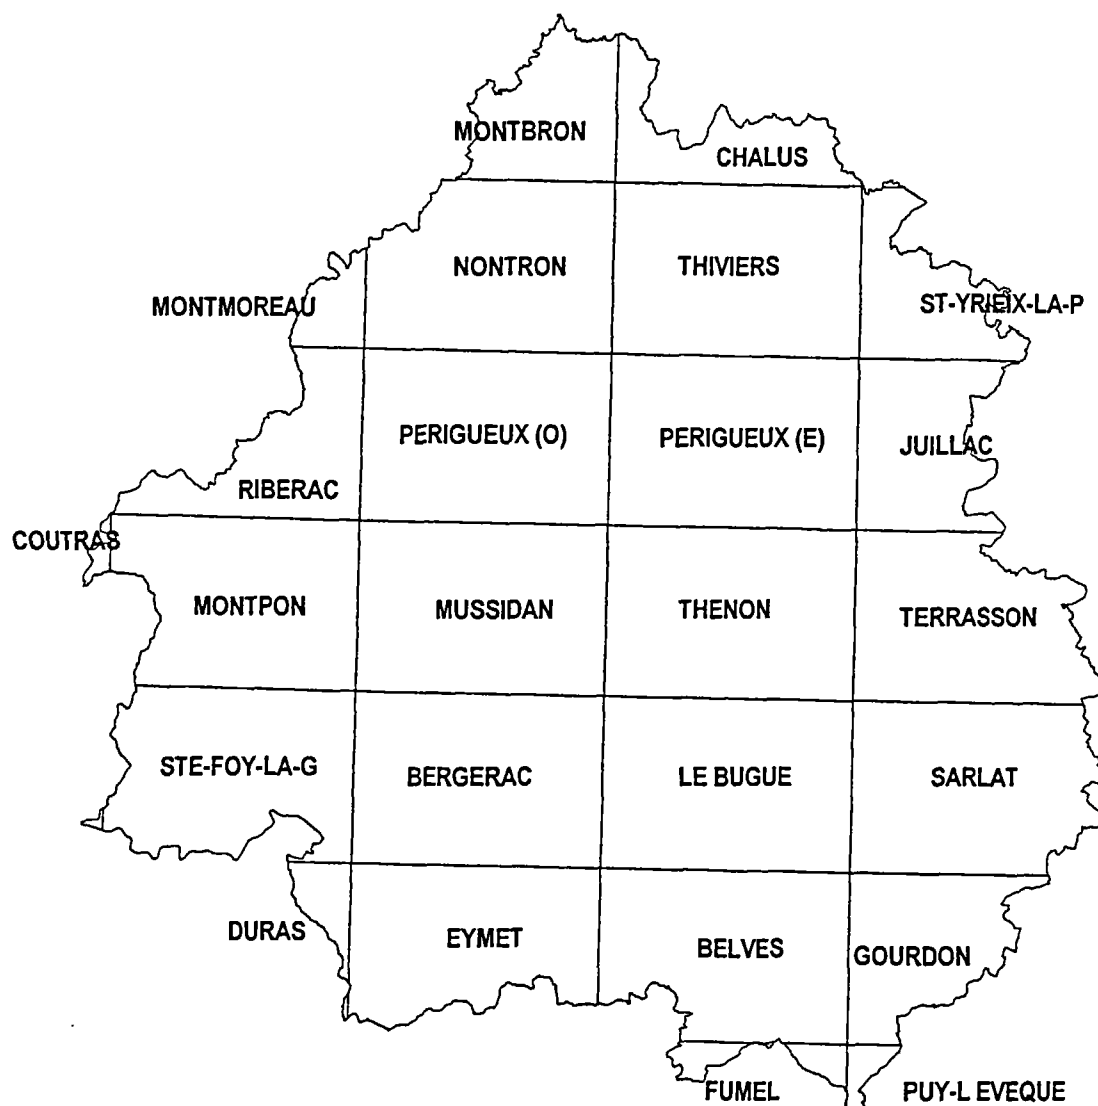 MONTBRON
CHALUS
NONTRON
THIVIERS
MONTMOREAU
ST-YRIEIX-LA-P
PERIGUEUX (O)
PERIGUEUX (E)
JUILLAC
RIBERAC
COUTRAS
MONTPON
MUSSIDAN
THENON
TERRASSON
STE-FOY-LA-G
BERGERAC
LE BUGUE
SARLAT
DURAS
EYMET
BELVES
GOURDON
FUMEL
PUY-L EVEQUE